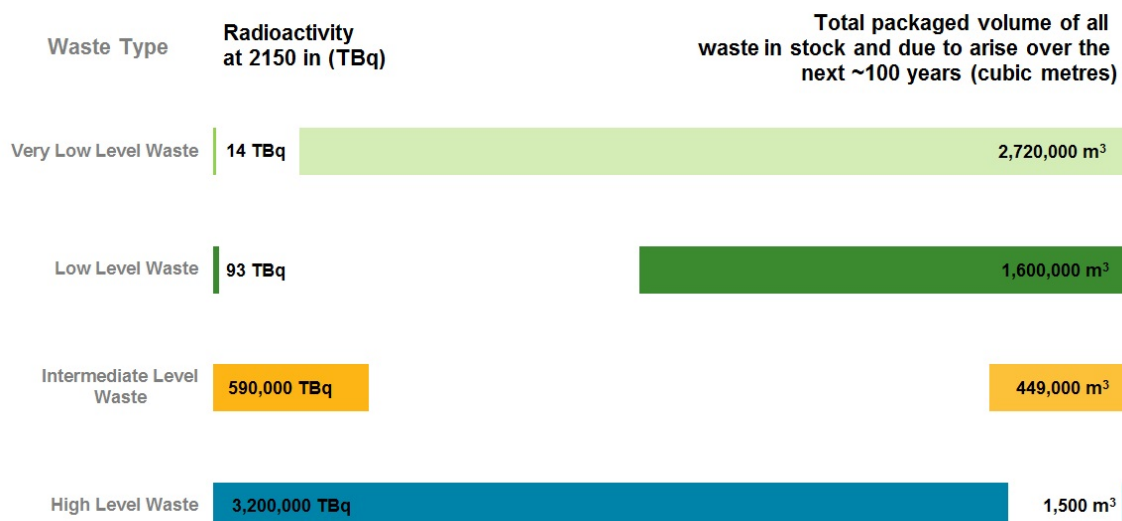 Waste Type
Radioactivity
at 2150 in (TBq)
Total packaged volume of all
waste in stock and due to arise over the
next ~100 years (cubic metres)
Very Low Level Waste
14 TBq
2,720,000 m³
Low Level Waste
93 TBq
1,600,000 m³
Intermediate Level
Waste
590,000 TBq
449,000 m³
High Level Waste
3,200,000 TBq
1,500 m³